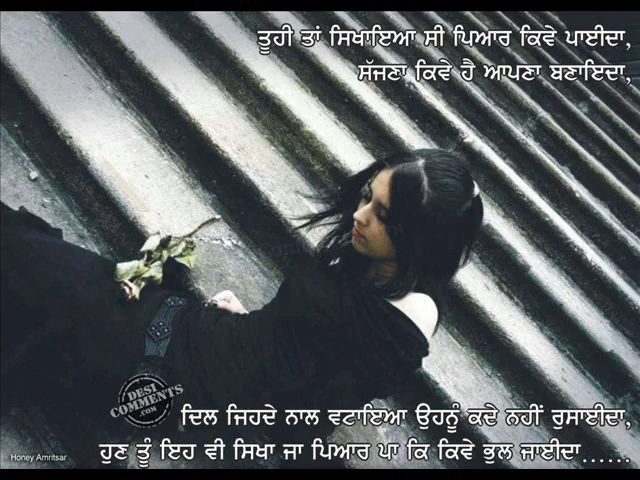 ਤੂਹੀ ਤਾਂ ਸਿਖਾਇਆ ਸੀ ਪਿਆਰ ਕਿਵੇ ਪਾਈਦਾ,
ਸੱਜਣਾ ਕਿਵੇ ਹੈ ਆਪਣਾ ਬਣਾਇਦਾ,
DESI
COMMENTS
.COM
ਦਿਲ ਜਿਹਦੇ ਨਾਲ ਵਟਾਇਆ ਉਹਨੂੰ ਕਦੇ ਨਹੀਂ ਰੁਸਾਈਦਾ,
ਹੁਣ ਤੂੰ ਇਹ ਵੀ ਸਿਖਾ ਜਾ ਪਿਆਰ ਪਾ ਕਿ ਕਿਵੇ ਭੁਲ ਜਾਈਦਾ......
Honey Amritsar